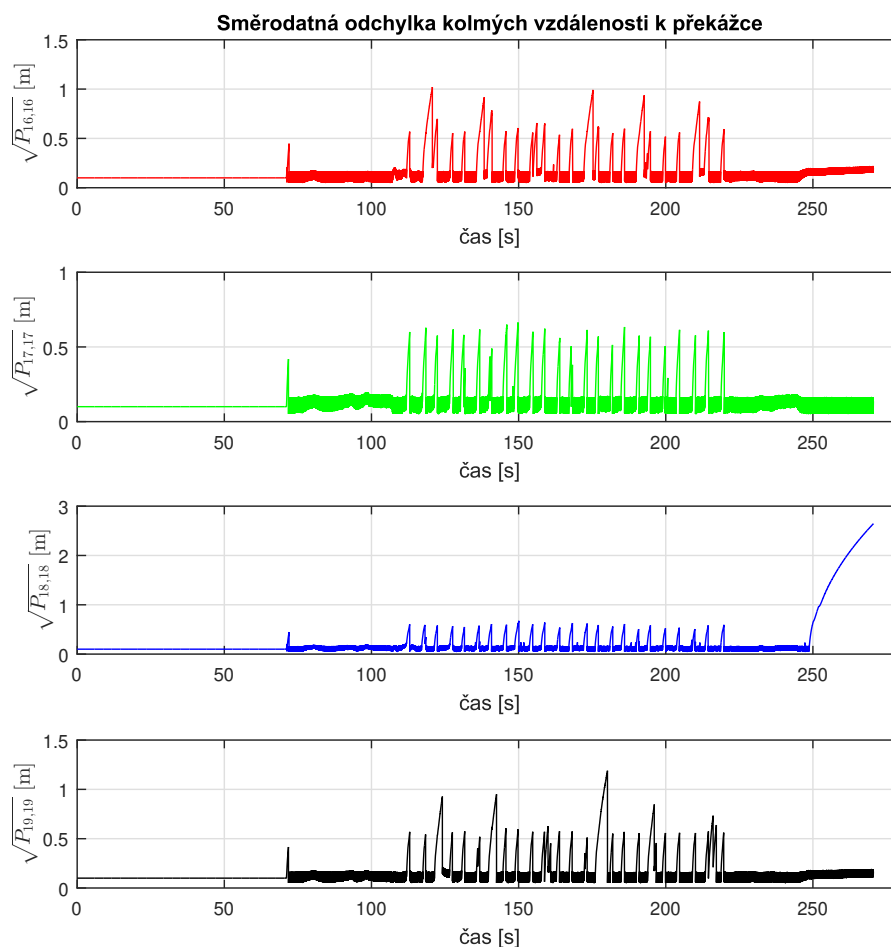 Směrodatná odchylka kolmých vzdálenosti k překážce
√P16,16 [m]
1.5
1
0.5
0
0 50 100 150 200 250
čas [s]
√P17,17 [m]
1
0.5
0
0 50 100 150 200 250
čas [s]
√P18,18 [m]
3
2
1
0
0 50 100 150 200 250
čas [s]
√P19,19 [m]
1.5
1
0.5
0
0 50 100 150 200 250
čas [s]